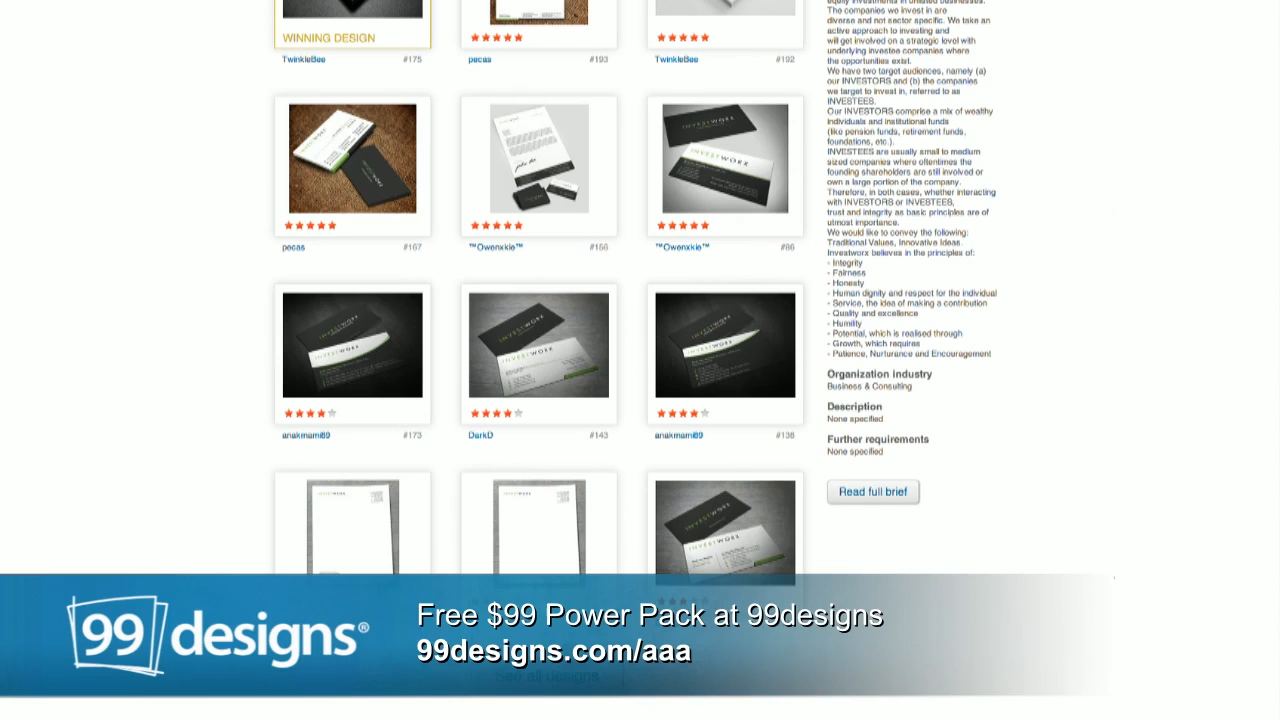 WINNING DESIGN
TwinkleBee #175
pecas #193
TwinkleBee #192
pecas #167
™Owenxkie™ #156
™Owenxkie™ #86
anakmami89 #173
DarkD #143
anakmami89 #136
equity investments in unlisted businesses.
The companies we invest in are
diverse and not sector specific. We take an
active approach to investing and
will get involved on a strategic level with
underlying investee companies where
the opportunities exist.
We have two target audiences, namely (a)
our INVESTORS and (b) the companies
we target to invest in, referred to as
INVESTEES.
Our INVESTORS comprise a mix of wealthy
individuals and institutional funds
(like pension funds, retirement funds,
foundations, etc.).
INVESTEES are usually small to medium
sized companies where oftentimes the
founding shareholders are still involved or
own a large portion of the company.
Therefore, in both cases, whether interacting
with INVESTORS or INVESTEES,
trust and integrity as basic principles are of
utmost importance.
We would like to convey the following:
Traditional Values, Innovative Ideas.
Investworx believes in the principles of:
- Integrity
- Fairness
- Honesty
- Human dignity and respect for the individual
- Service, the idea of making a contribution
- Quality and excellence
- Humility
- Potential, which is realised through
- Growth, which requires
- Patience, Nurturance and Encouragement
Organization industry
Business & Consulting
Description
None specified
Further requirements
None specified
Read full brief
99designs®
Free $99 Power Pack at 99designs
99designs.com/aaa
See all designs